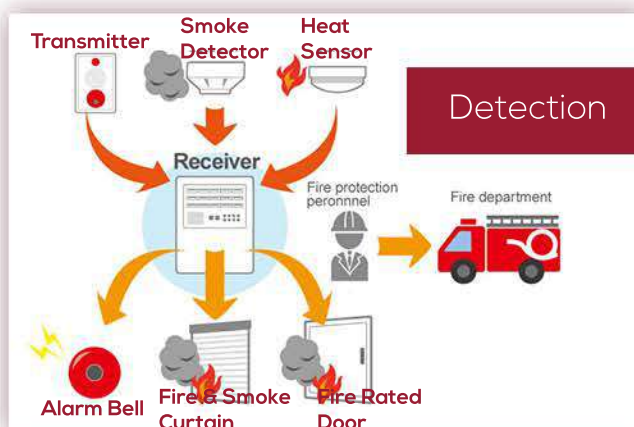 Transmitter
Smoke
Detector
Heat
Sensor
Detection
Receiver
Fire protection
peronnnel
Fire department
Alarm Bell
Fire & Smoke
Curtain
Fire Rated
Door